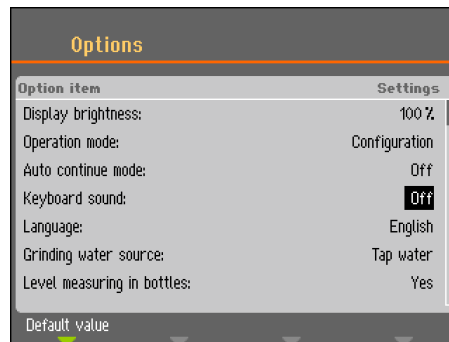 Options
Option item Settings
Display brightness: 100 %
Operation mode: Configuration
Auto continue mode: Off
Keyboard sound: Off
Language: English
Grinding water source: Tap water
Level measuring in bottles: Yes
Default value